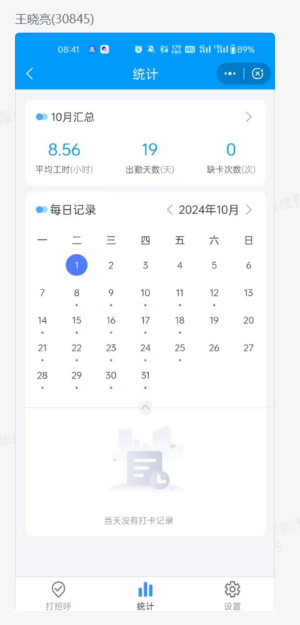 王晓亮(30845)
08:41
89%
统计
10月汇总
8.56 19 0
平均工时(小时) 出勤天数(天) 缺卡次数(次)
每日记录 2024年10月
一 二 三 四 五 六 日
1 2 3 4 5 6
7 8 9 10 11 12 13
14 15 16 17 18 19 20
21 22 23 24 25 26 27
28 29 30 31
当天没有打卡记录
打招呼 统计 设置